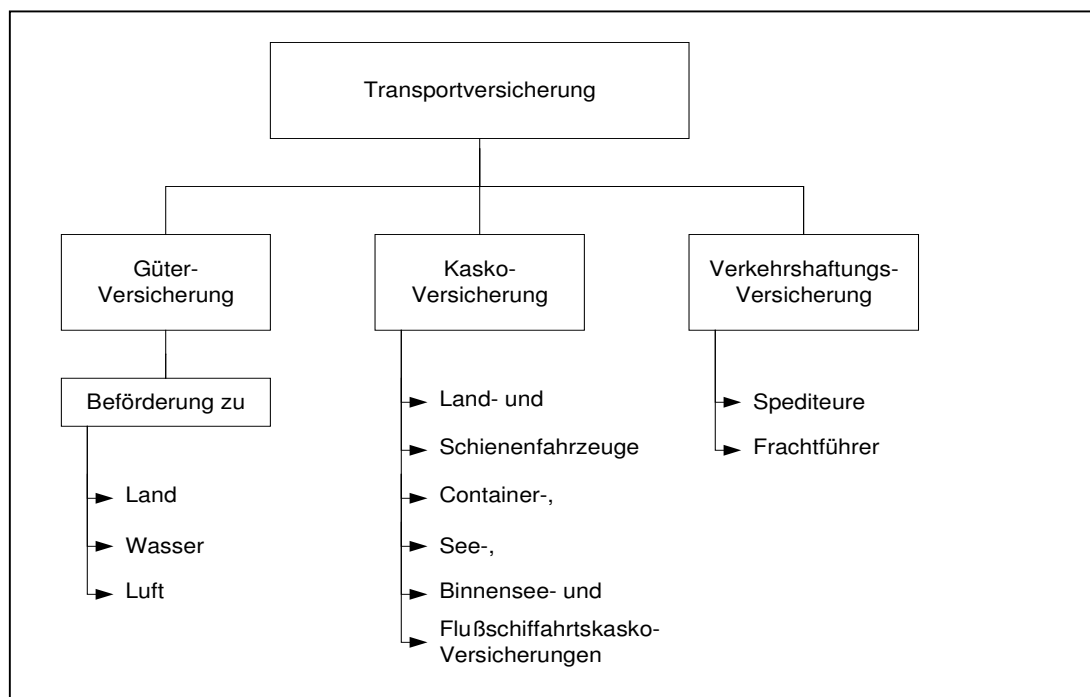 Transportversicherung
Güter-
Versicherung
Beförderung zu
Land
Wasser
Luft
Kasko-
Versicherung
Land- und
Schienenfahrzeuge
Container-,
See-,
Binnensee- und
Flußschiffahrtskasko-
Versicherungen
Verkehrshaftungs-
Versicherung
Spediteure
Frachtführer